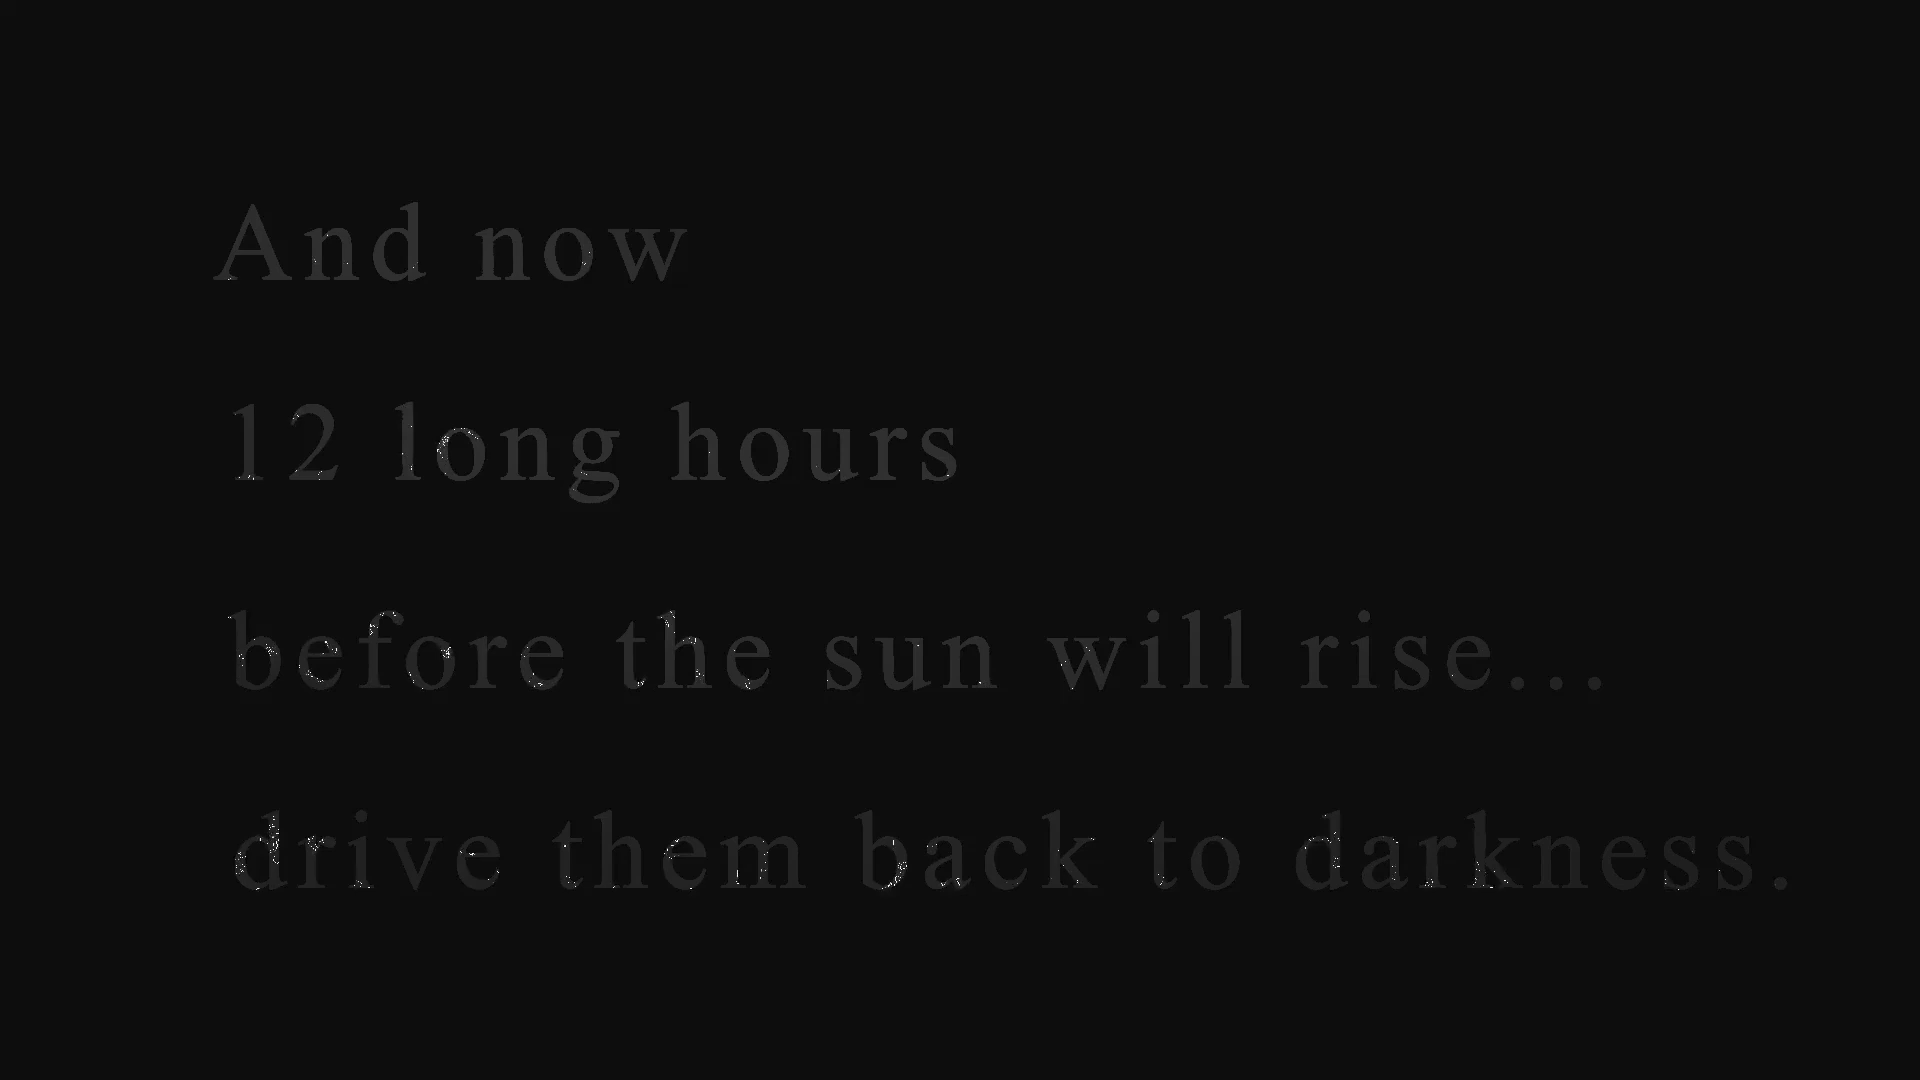 And now
12 long hours
before the sun will rise...
drive them back to darkness.